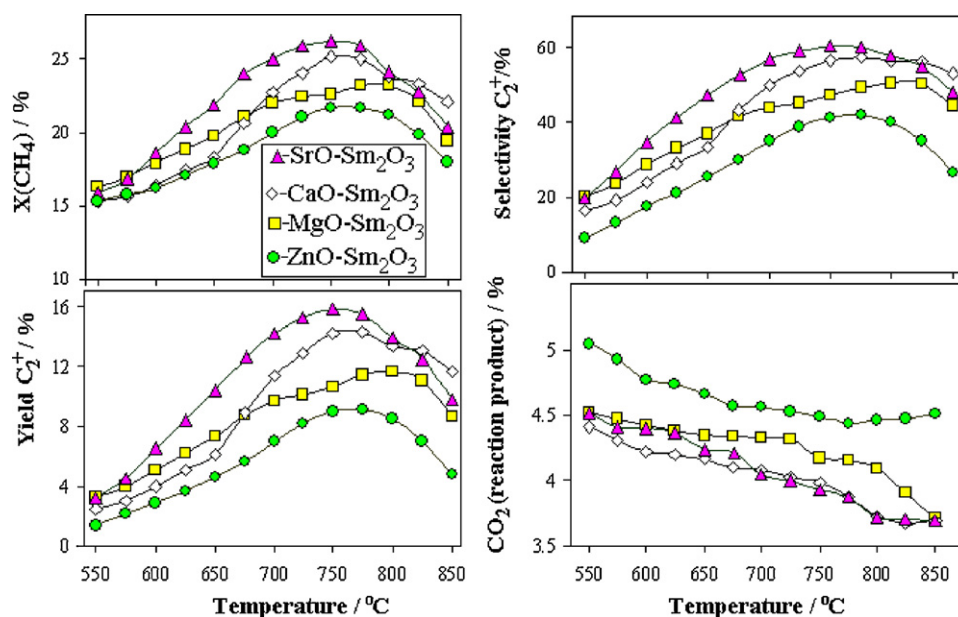 X(CH4) / %
25
20
15
10
SrO-Sm2O3
CaO-Sm2O3
MgO-Sm2O3
ZnO-Sm2O3
Selectivity C2+/%
60
40
20
0
Yield C2+ / %
16
12
8
4
0
550 600 650 700 750 800 850
Temperature / oC
CO2 (reaction product) / %
5
4.5
4
3.5
550 600 650 700 750 800 850
Temperature / oC